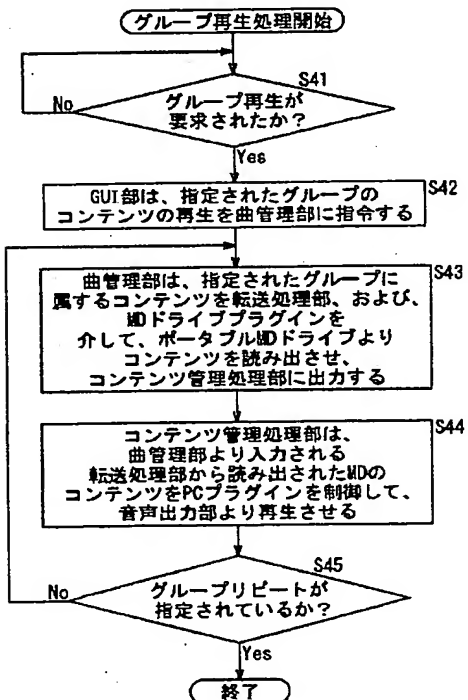 グループ再生処理開始
S41
グループ再生が
要求されたか？
No
Yes
S42
GUI部は、指定されたグループの
コンテンツの再生を曲管理部に指令する
S43
曲管理部は、指定されたグループに
属するコンテンツを転送処理部、および、
MDドライブプラグインを
介して、ポータブルMDドライブより
コンテンツを読み出させ、
コンテンツ管理処理部に出力する
S44
コンテンツ管理処理部は、
曲管理部より入力される
転送処理部から読み出されたMDの
コンテンツをPCプラグインを制御して、
音声出力部より再生させる
S45
グループリピートが
指定されているか？
No
Yes
終了